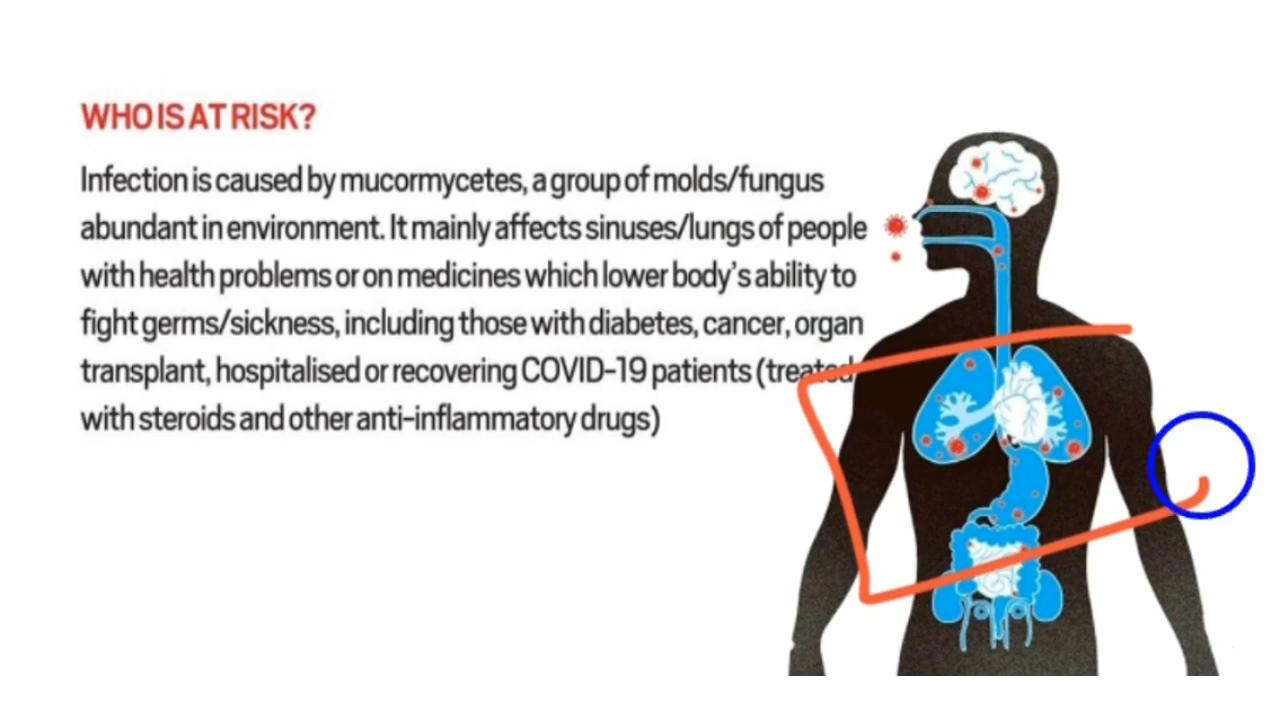 WHO IS AT RISK?
Infection is caused by mucormycetes, a group of molds/fungus
abundant in environment. It mainly affects sinuses/lungs of people
with health problems or on medicines which lower body's ability to
fight germs/sickness, including those with diabetes, cancer, organ
transplant, hospitalised or recovering COVID-19 patients (treated
with steroids and other anti-inflammatory drugs)